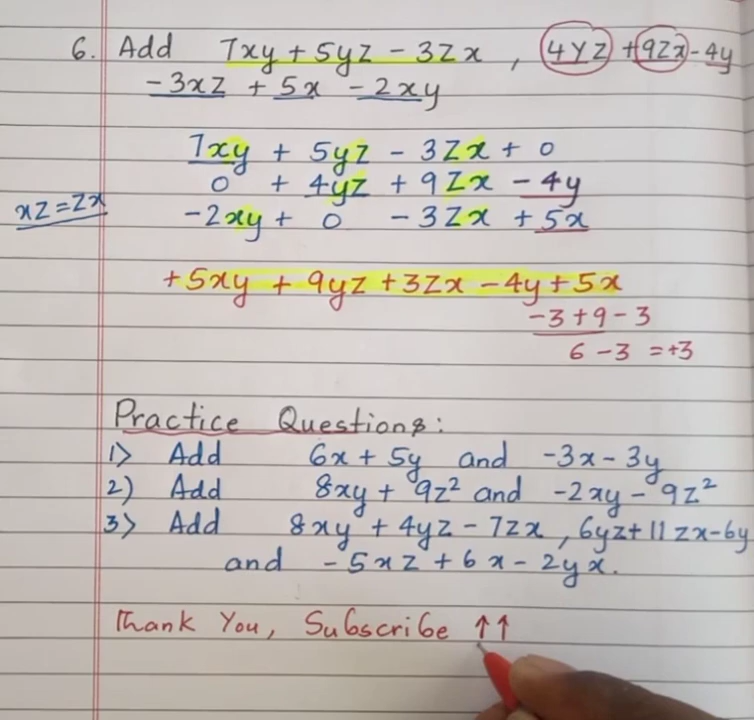 6. Add 7xy + 5yz - 3zx , 4yz + 9zx - 4y
- 3xz + 5x - 2xy
7xy + 5yz - 3zx + 0
0 + 4yz + 9zx - 4y
xz = zx
- 2xy + 0 - 3zx + 5x
+ 5xy + 9yz + 3zx - 4y + 5x
- 3 + 9 - 3
6 - 3 = +3
Practice Questions:
1) Add 6x + 5y and -3x - 3y
2) Add 8xy + 9z² and -2xy - 9z²
3) Add 8xy + 4yz - 7zx , 6yz + 11zx - 6y
and - 5xz + 6x - 2yx.
Thank You, Subscribe ↑↑